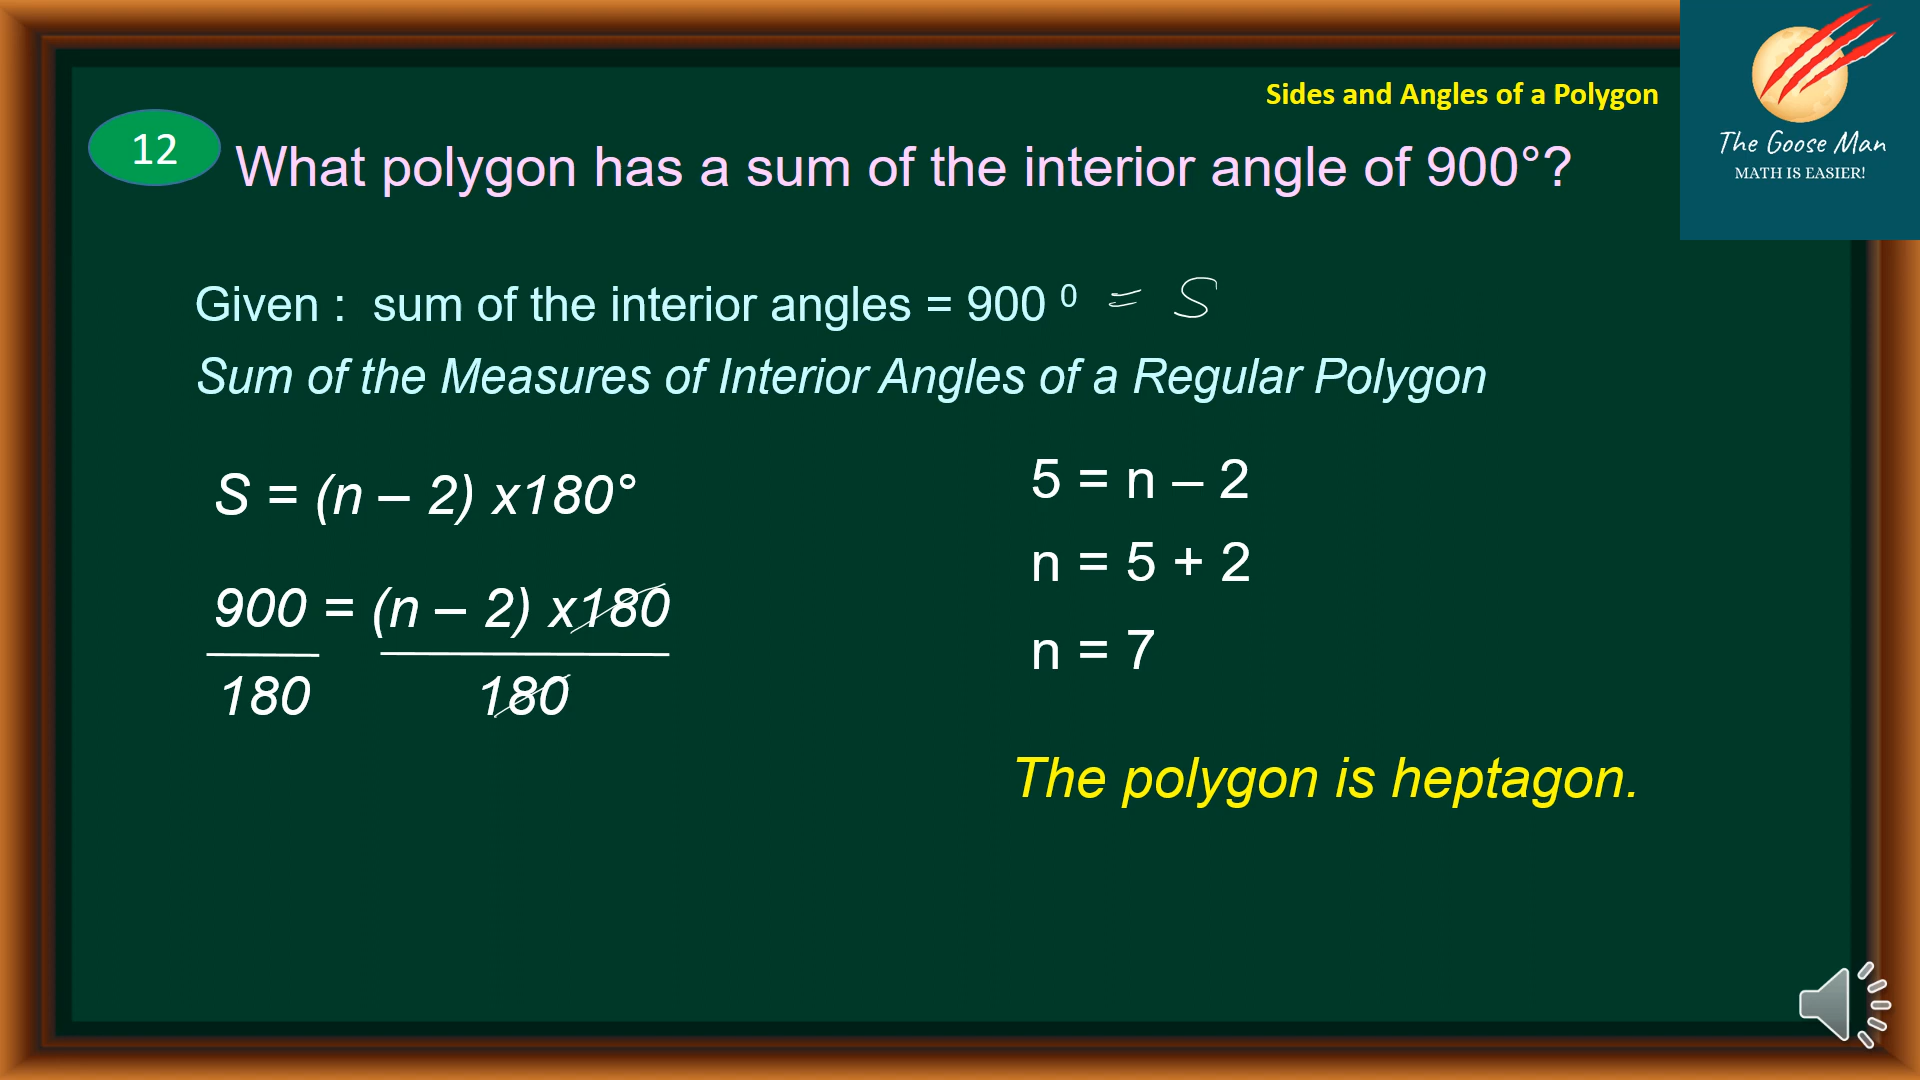 Sides and Angles of a Polygon
The Goose Man
MATH IS EASIER!
12
What polygon has a sum of the interior angle of 900°?
Given : sum of the interior angles = 900 ⁰ = S
Sum of the Measures of Interior Angles of a Regular Polygon
S = (n – 2) x180°
900 = (n – 2) x180
180 180
5 = n – 2
n = 5 + 2
n = 7
The polygon is heptagon.